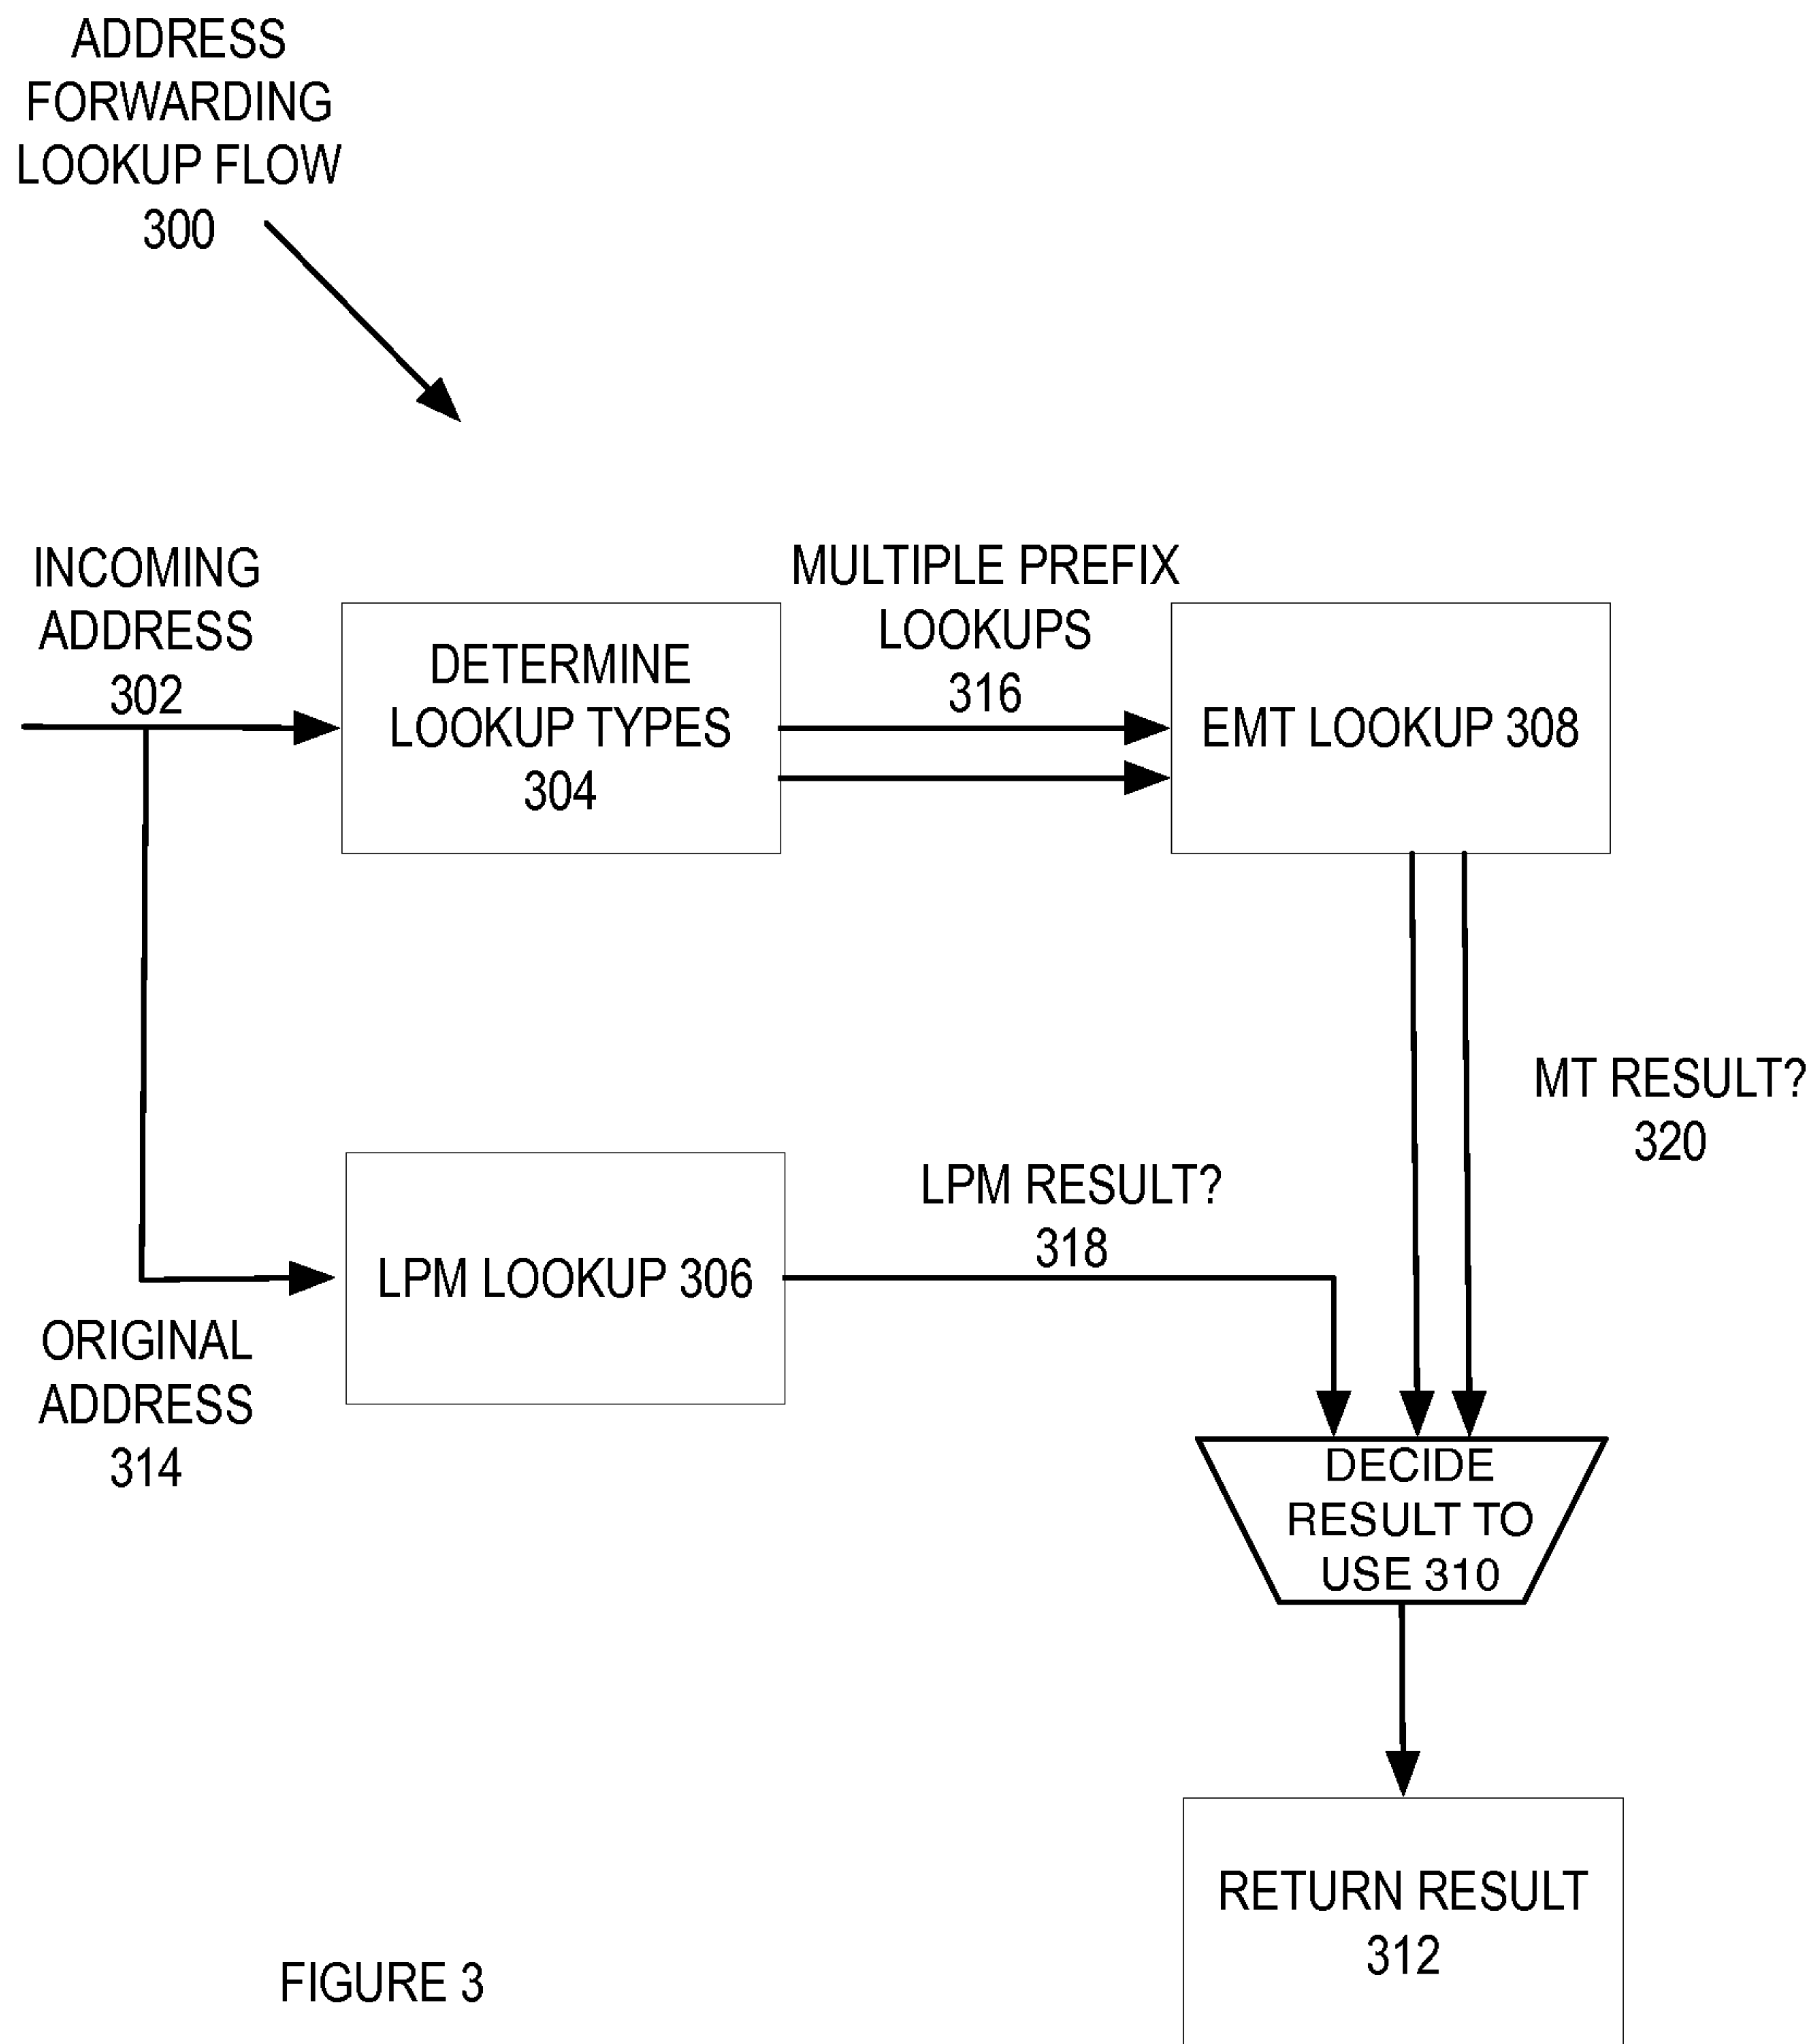 ADDRESS
FORWARDING
LOOKUP FLOW
300
INCOMING
ADDRESS
302
DETERMINE
LOOKUP TYPES
304
MULTIPLE PREFIX
LOOKUPS
316
EMT LOOKUP 308
MT RESULT?
320
LPM RESULT?
318
LPM LOOKUP 306
ORIGINAL
ADDRESS
314
DECIDE
RESULT TO
USE 310
RETURN RESULT
312
FIGURE 3